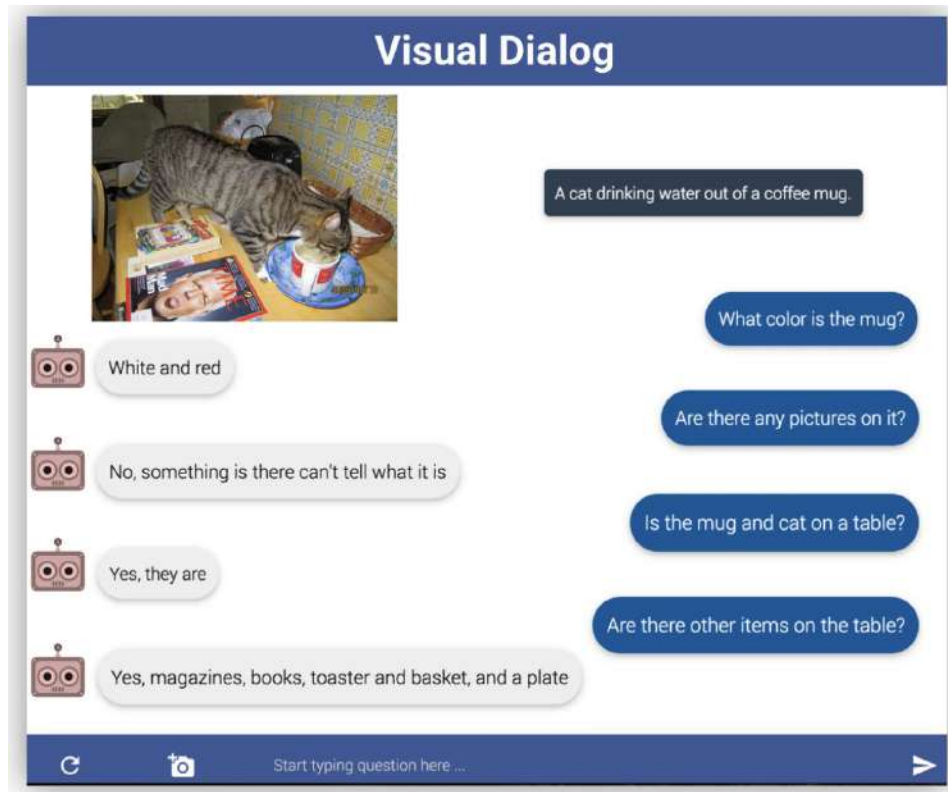 Visual Dialog
A cat drinking water out of a coffee mug.
What color is the mug?
White and red
Are there any pictures on it?
No, something is there can't tell what it is
Is the mug and cat on a table?
Yes, they are
Are there other items on the table?
Yes, magazines, books, toaster and basket, and a plate
Start typing question here ...
TIME
Mad
Man